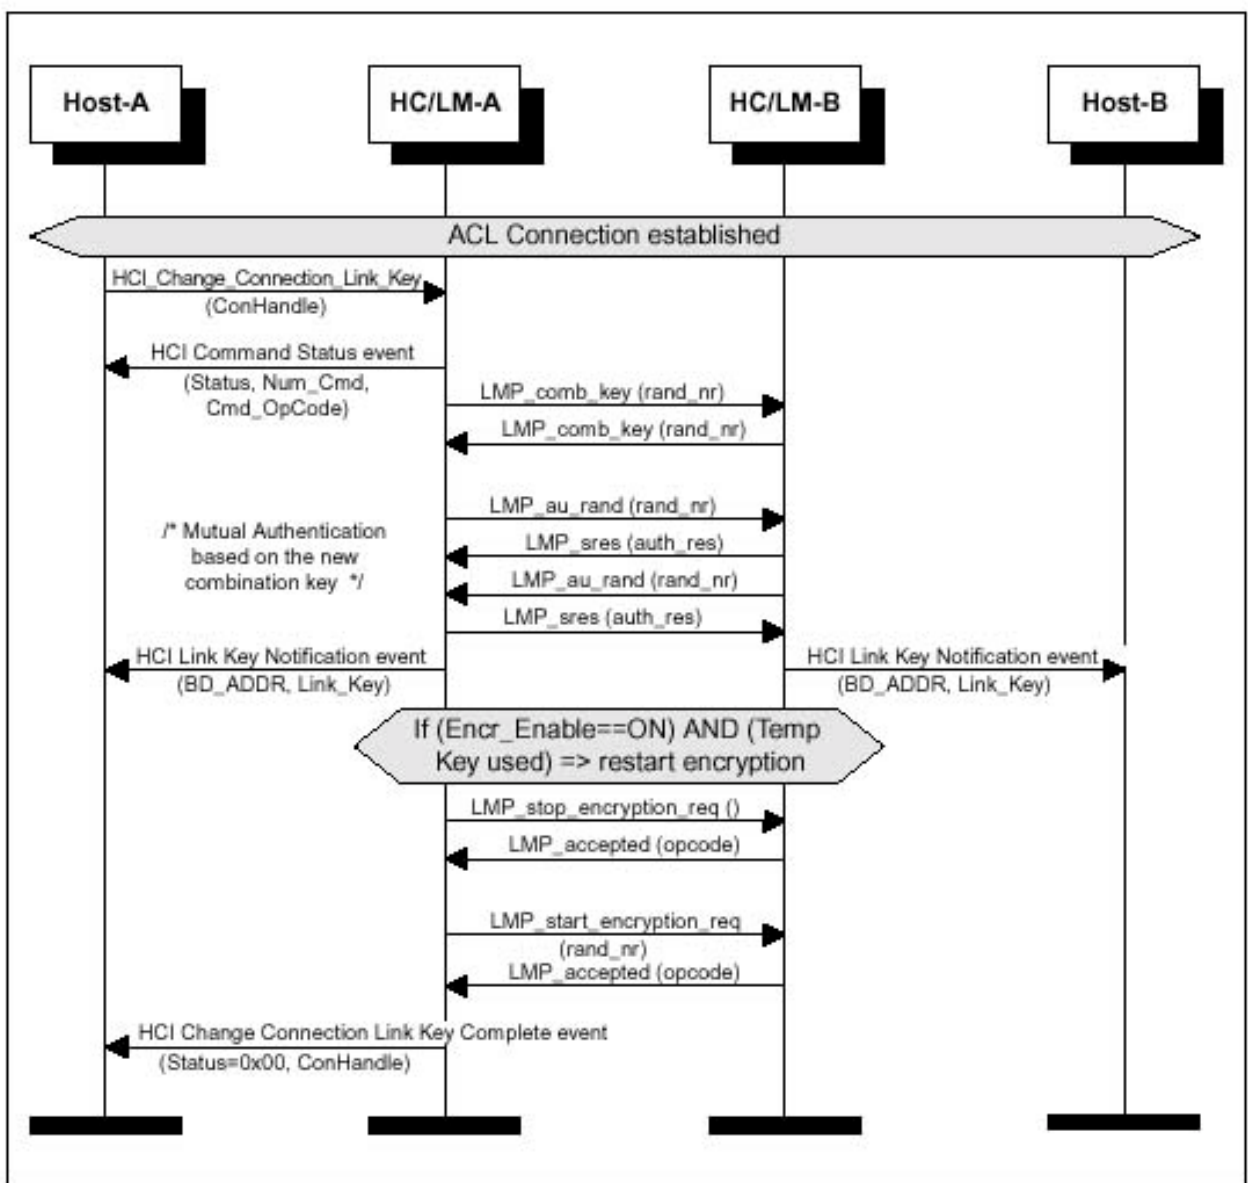 Host-A
HC/LM-A
HC/LM-B
Host-B
ACL Connection established
HCI_Change_Connection_Link_Key
(ConHandle)
HCI Command Status event
(Status, Num_Cmd,
Cmd_OpCode)
LMP_comb_key (rand_nr)
LMP_comb_key (rand_nr)
LMP_au_rand (rand_nr)
/* Mutual Authentication
based on the new
combination key */
LMP_sres (auth_res)
LMP_au_rand (rand_nr)
LMP_sres (auth_res)
HCI Link Key Notification event
(BD_ADDR, Link_Key)
HCI Link Key Notification event
(BD_ADDR, Link_Key)
If (Encr_Enable==ON) AND (Temp
Key used) => restart encryption
LMP_stop_encryption_req ()
LMP_accepted (opcode)
LMP_start_encryption_req
(rand_nr)
LMP_accepted (opcode)
HCI Change Connection Link Key Complete event
(Status=0x00, ConHandle)